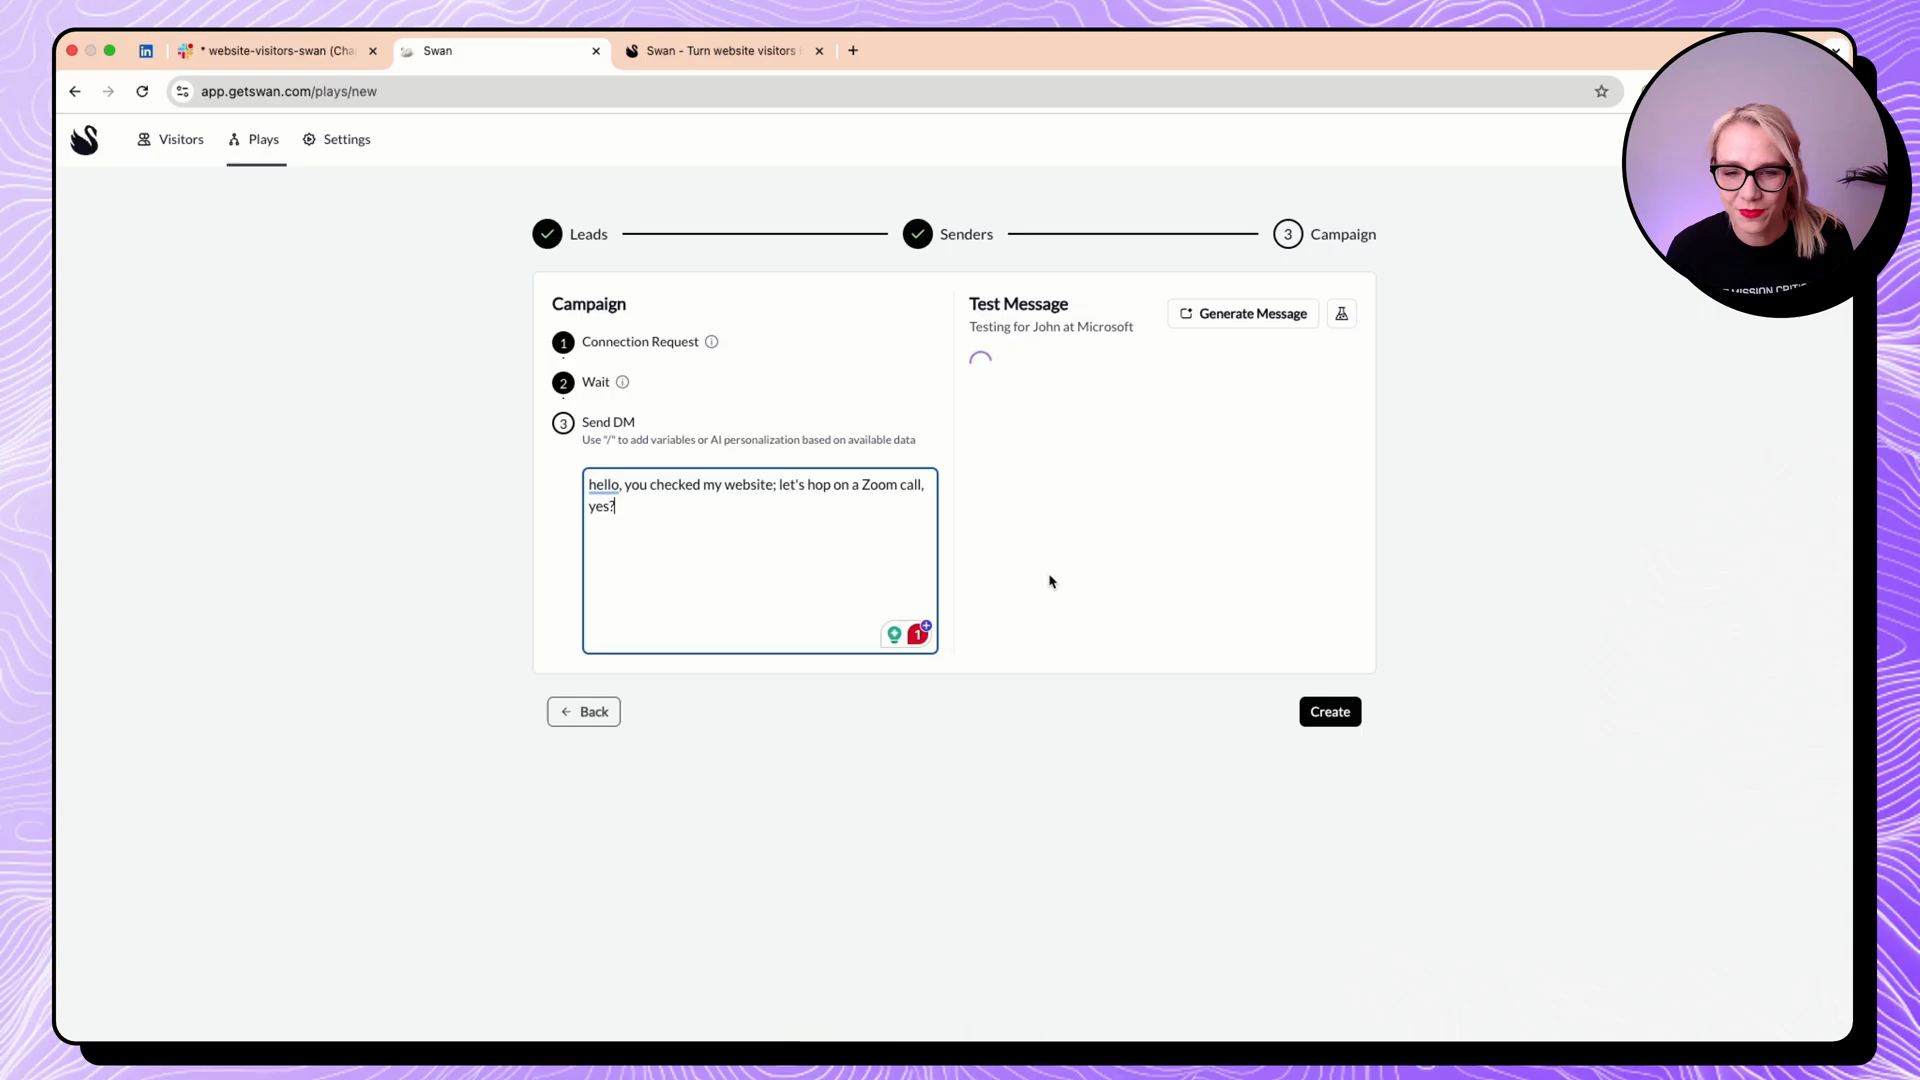 * website-visitors-swan (Cha
Swan
Swan - Turn website visitors i
app.getswan.com/plays/new
Visitors
Plays
Settings
Leads
Senders
3 Campaign
Campaign
1 Connection Request
2 Wait
3 Send DM
Use "/" to add variables or AI personalization based on available data
hello, you checked my website; let's hop on a Zoom call,
yes?
1
Test Message
Testing for John at Microsoft
Generate Message
Back
Create
MISSION CRITIC